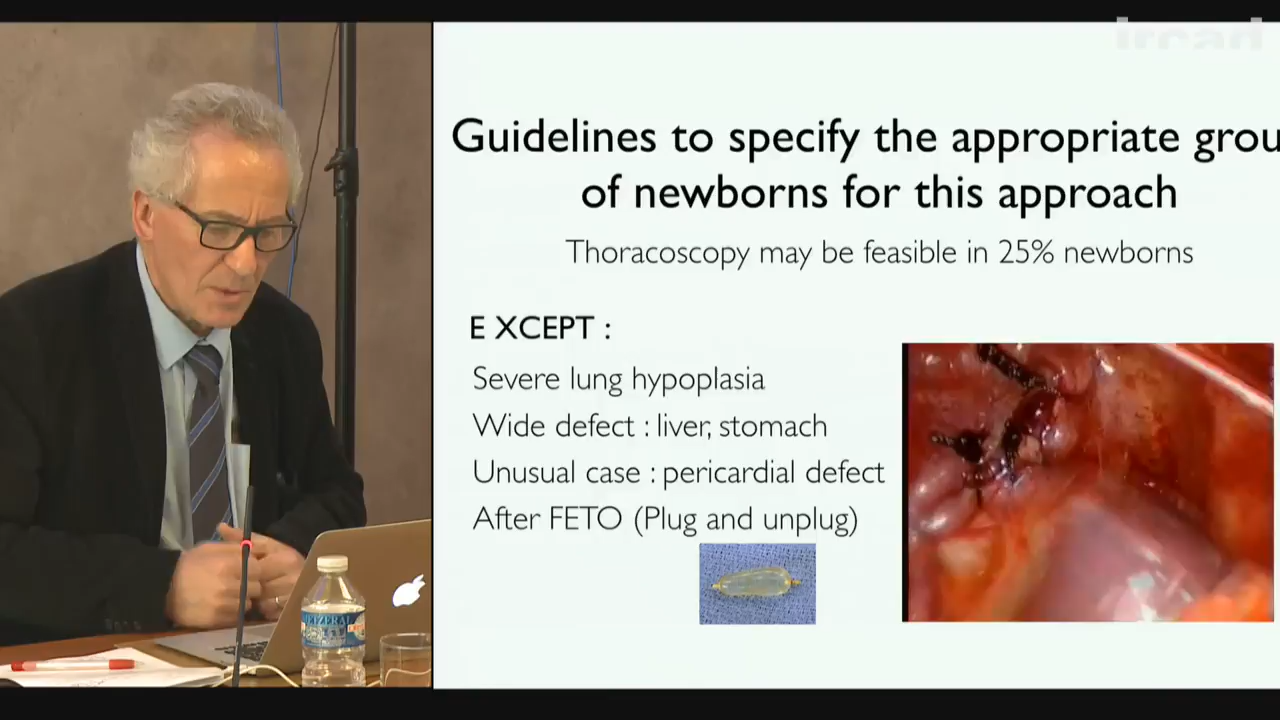 ircad
Guidelines to specify the appropriate grou
of newborns for this approach
Thoracoscopy may be feasible in 25% newborns
E XCEPT :
Severe lung hypoplasia
Wide defect : liver, stomach
Unusual case : pericardial defect
After FETO (Plug and unplug)